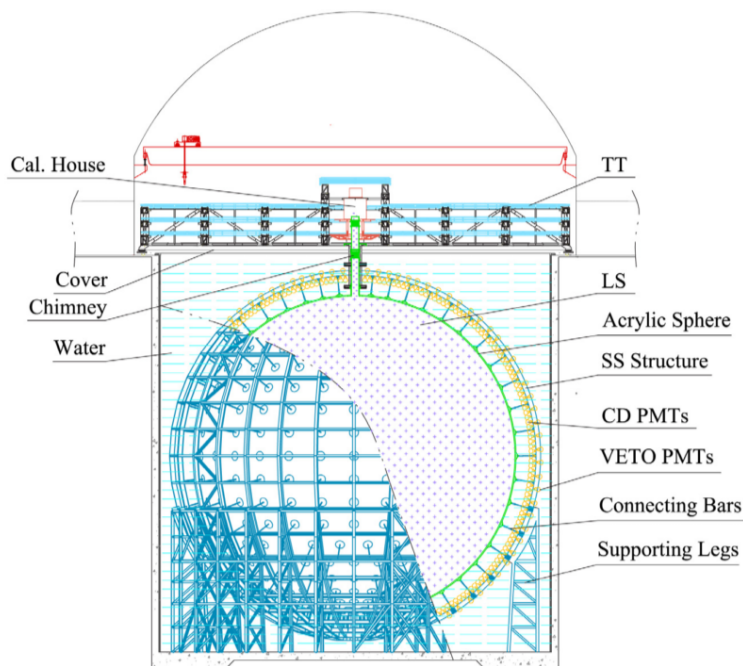 Cal. House
TT
Cover
Chimney
Water
LS
Acrylic Sphere
SS Structure
CD PMTs
VETO PMTs
Connecting Bars
Supporting Legs